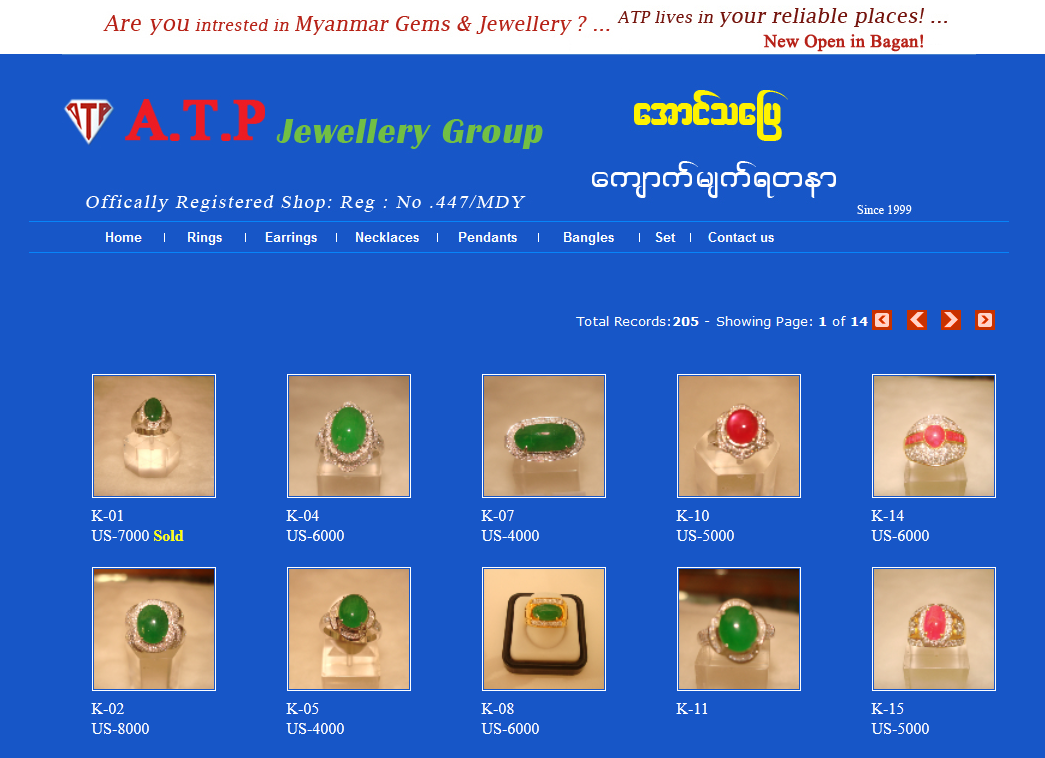 Are you intrested in Myanmar Gems & Jewellery ? ...
ATP lives in your reliable places! ...
New Open in Bagan!
ATP
A.T.P Jewellery Group
အောင်သပြေ
ကျောက်မျက်ရတနာ
Offically Registered Shop: Reg : No .447/MDY
Since 1999
Home | Rings | Earrings | Necklaces | Pendants | Bangles | Set | Contact us
Total Records:205 - Showing Page: 1 of 14
K-01 K-04 K-07 K-10 K-14
US-7000 Sold US-6000 US-4000 US-5000 US-6000
K-02 K-05 K-08 K-11 K-15
US-8000 US-4000 US-6000 US-5000